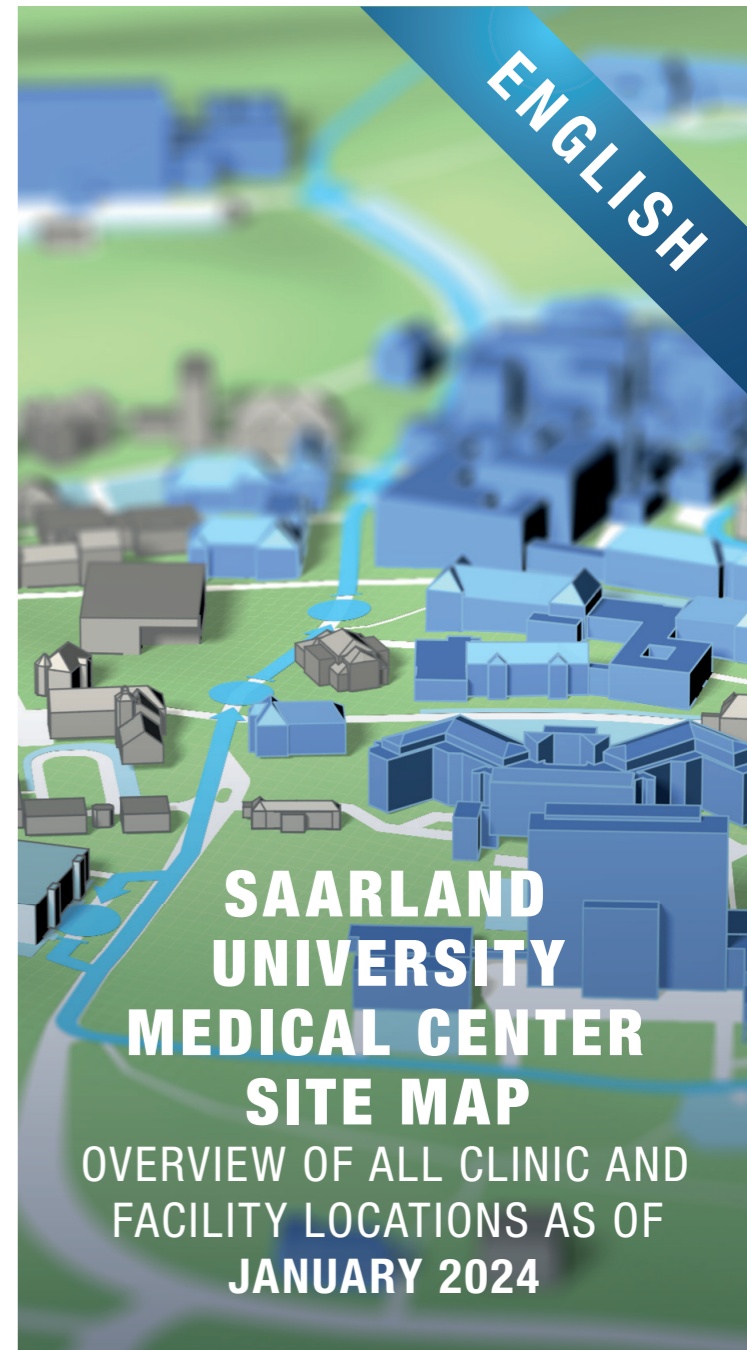 ENGLISH
SAARLAND
UNIVERSITY
MEDICAL CENTER
SITE MAP
OVERVIEW OF ALL CLINIC AND
FACILITY LOCATIONS AS OF
JANUARY 2024